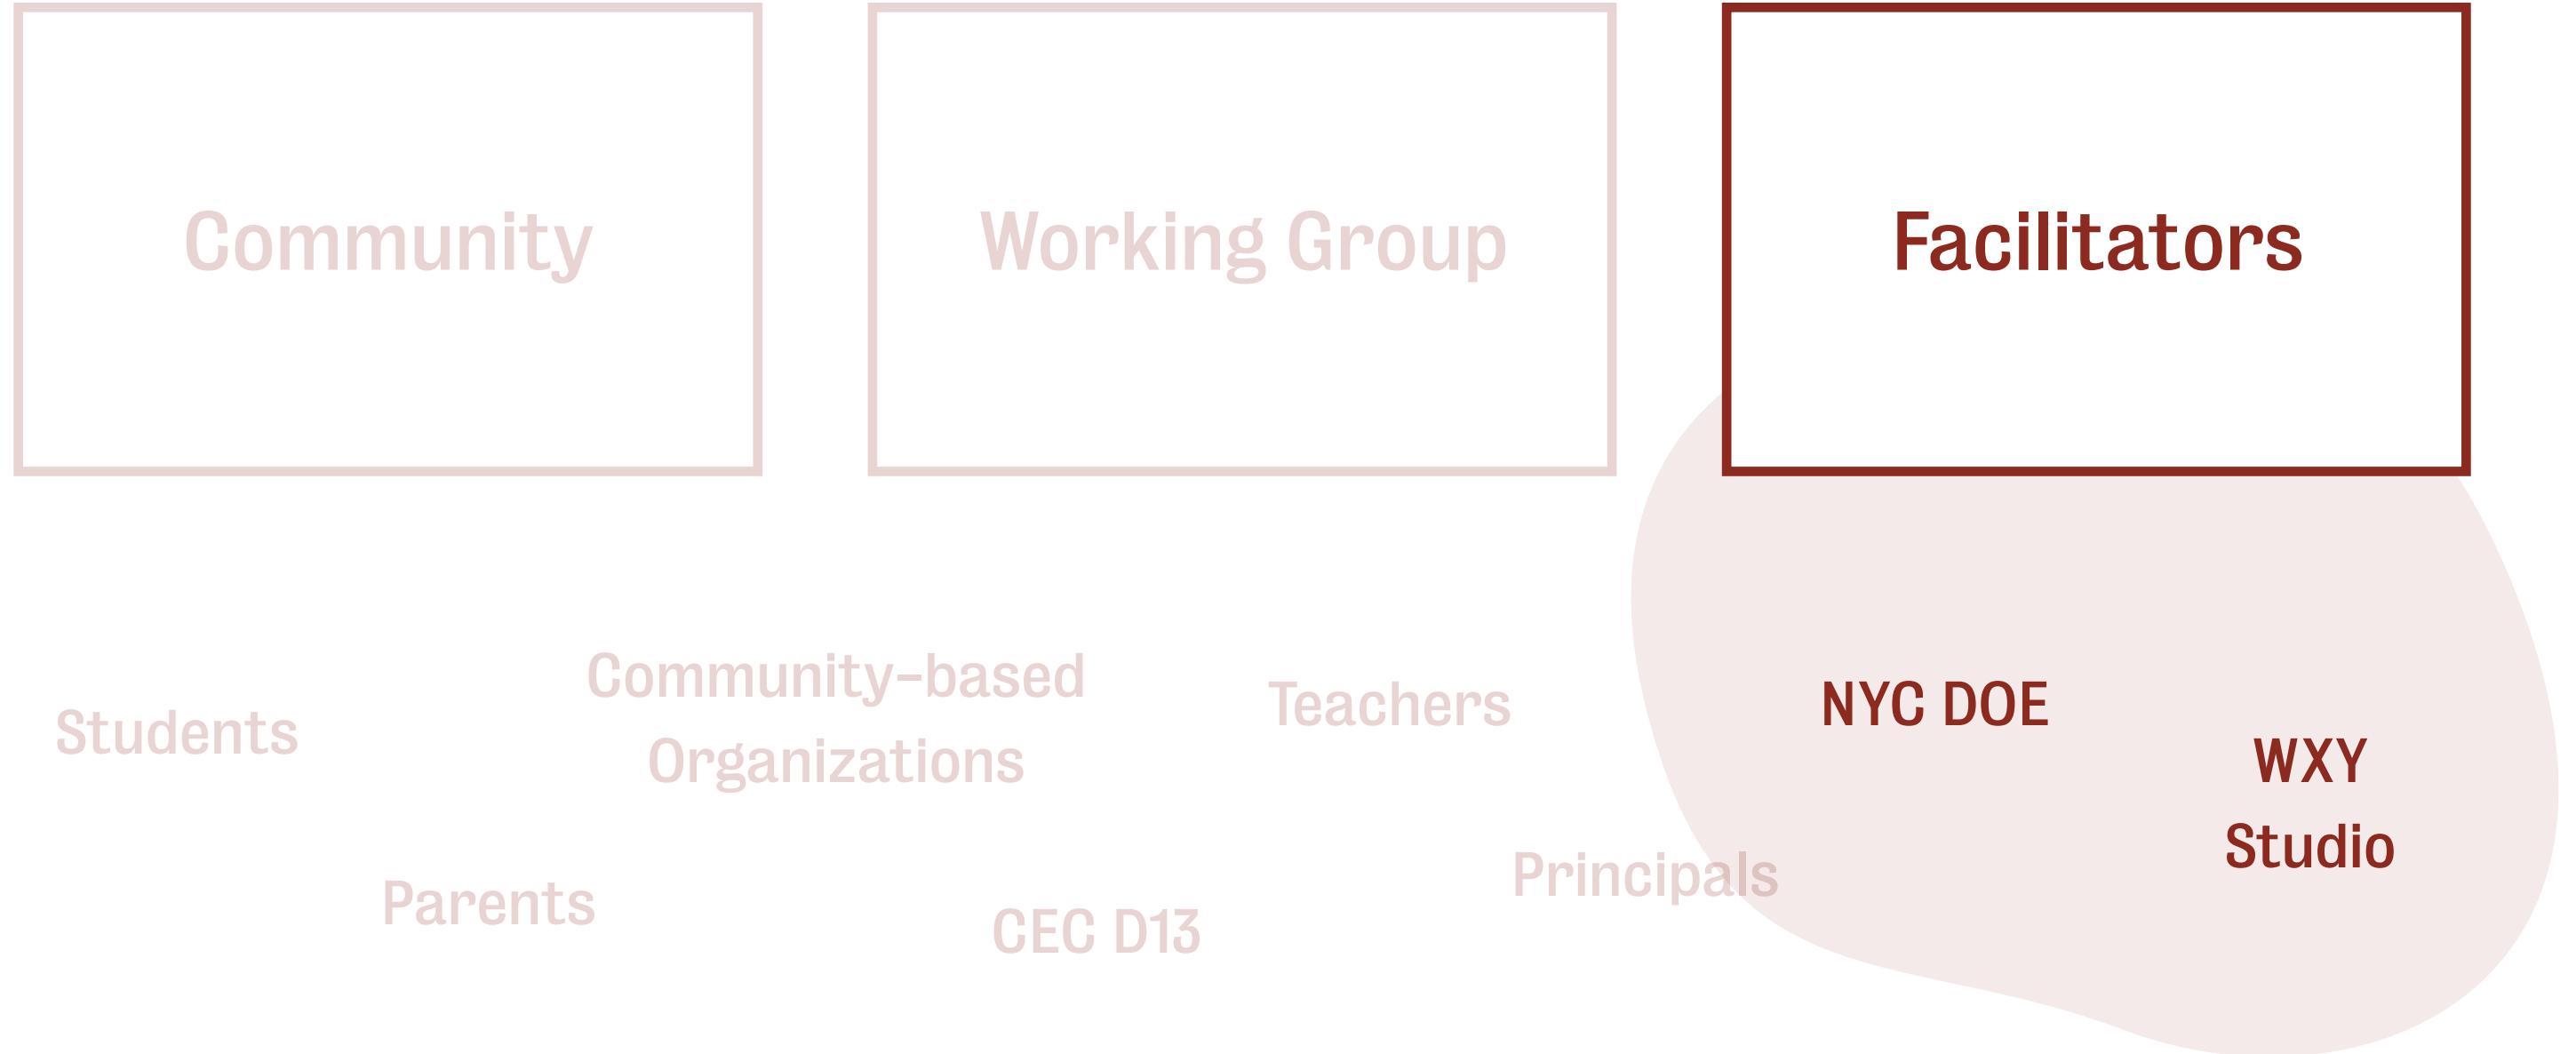 Community
Working Group
Facilitators
Students
Community-based
Organizations
Teachers
NYC DOE
WXY
Studio
Parents
CEC D13
Principals